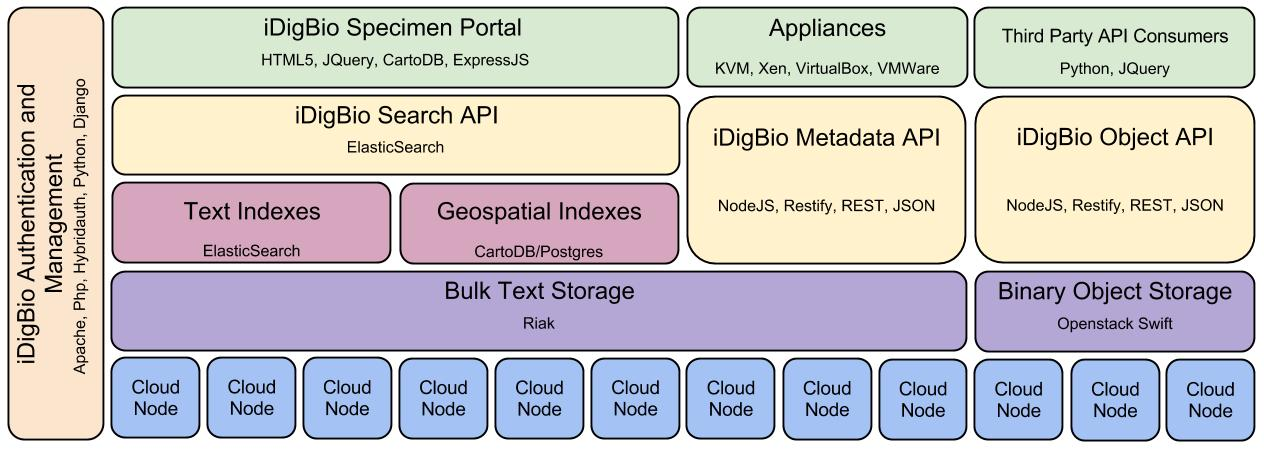 iDigBio Authentication and
Management
Apache, Php, Hybridauth, Python, Django
iDigBio Specimen Portal
HTML5, JQuery, CartoDB, ExpressJS
Appliances
KVM, Xen, VirtualBox, VMWare
Third Party API Consumers
Python, JQuery
iDigBio Search API
ElasticSearch
iDigBio Metadata API
NodeJS, Restify, REST, JSON
iDigBio Object API
NodeJS, Restify, REST, JSON
Text Indexes
ElasticSearch
Geospatial Indexes
CartoDB/Postgres
Bulk Text Storage
Riak
Binary Object Storage
Openstack Swift
Cloud
Node
Cloud
Node
Cloud
Node
Cloud
Node
Cloud
Node
Cloud
Node
Cloud
Node
Cloud
Node
Cloud
Node
Cloud
Node
Cloud
Node
Cloud
Node